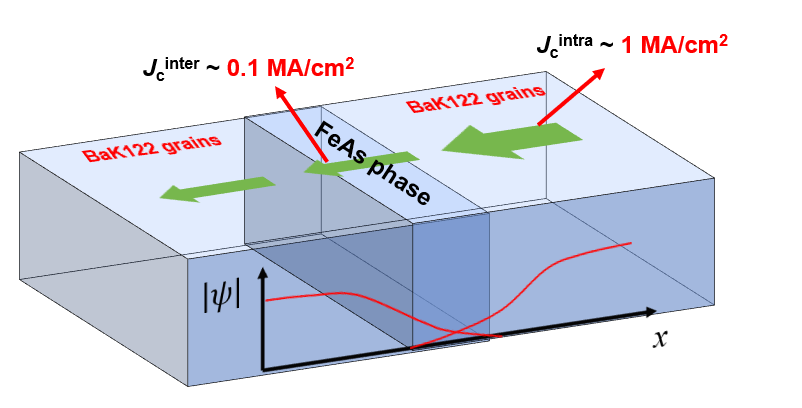 J_c^inter ~ 0.1 MA/cm²
J_c^intra ~ 1 MA/cm²
BaK122 grains
FeAs phase
BaK122 grains
|ψ|
x